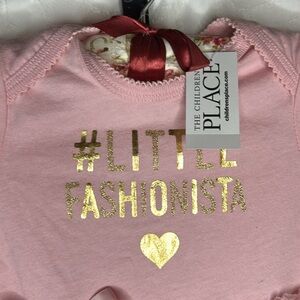 THE CHILDREN'S
PLACE
childrensplace.com
#LITTLE
FASHIONISTA